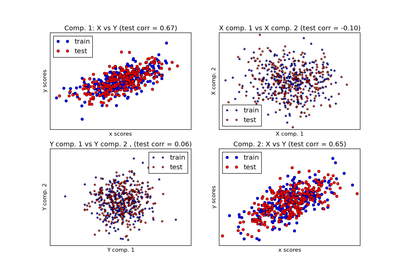 Comp. 1: X vs Y (test corr = 0.67)
train
test
y scores
x scores
X comp. 1 vs X comp. 2 (test corr = -0.10)
train
test
X comp. 2
X comp. 1
Y comp. 1 vs Y comp. 2 , (test corr = 0.06)
train
test
Y comp. 2
Y comp. 1
Comp. 2: X vs Y (test corr = 0.65)
train
test
y scores
x scores